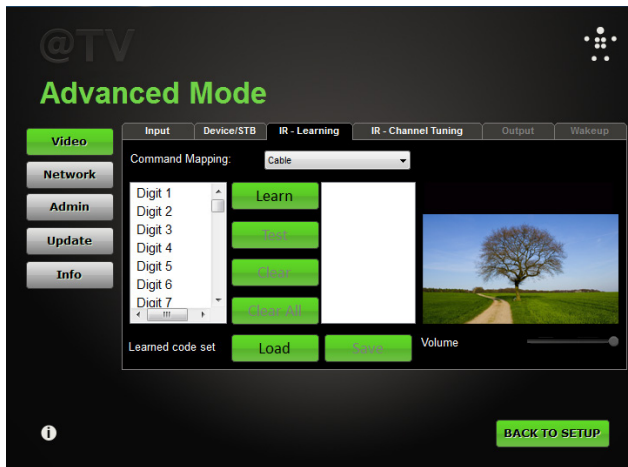 @TV
Advanced Mode
Video
Network
Admin
Update
Info
Input Device/STB IR - Learning IR - Channel Tuning Output Wakeup
Command Mapping: Cable
Digit 1
Digit 2
Digit 3
Digit 4
Digit 5
Digit 6
Digit 7
Learn
Test
Clear
Clear All
Learned code set Load Save
Volume
BACK TO SETUP